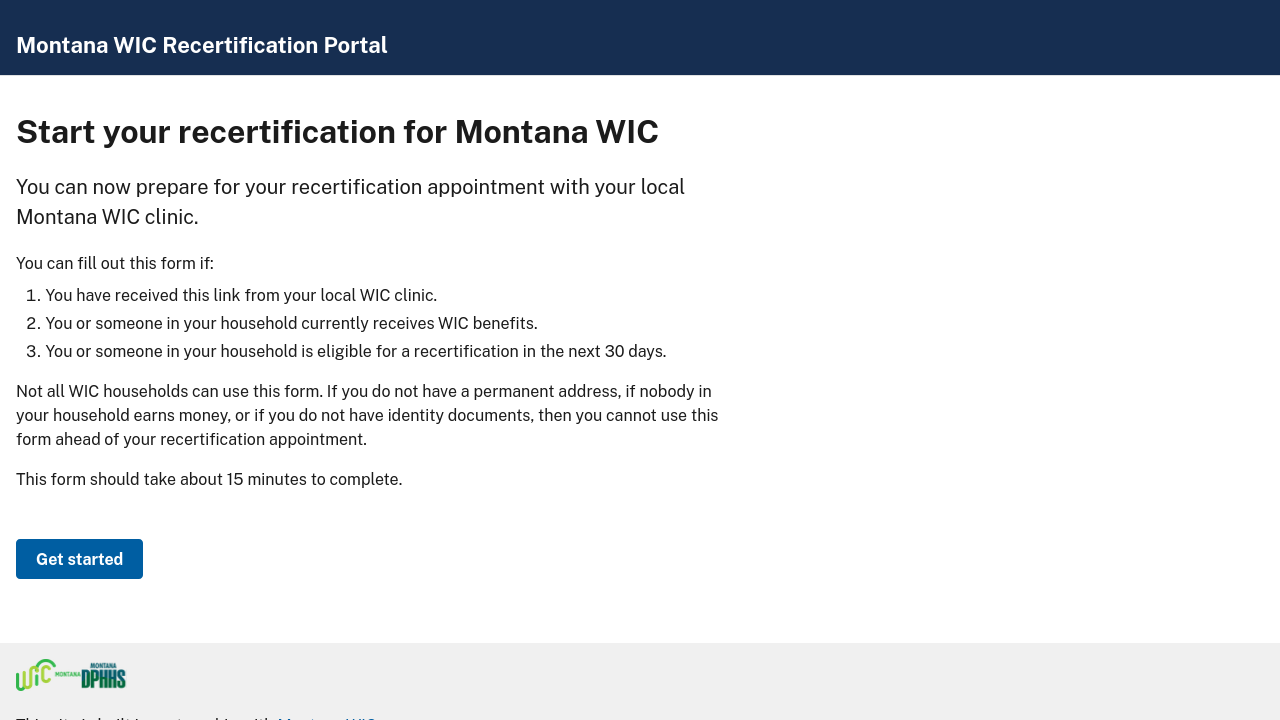 Montana WIC Recertification Portal
Start your recertification for Montana WIC
You can now prepare for your recertification appointment with your local
Montana WIC clinic.
You can fill out this form if:
1. You have received this link from your local WIC clinic.
2. You or someone in your household currently receives WIC benefits.
3. You or someone in your household is eligible for a recertification in the next 30 days.
Not all WIC households can use this form. If you do not have a permanent address, if nobody in
your household earns money, or if you do not have identity documents, then you cannot use this
form ahead of your recertification appointment.
This form should take about 15 minutes to complete.
Get started
WIC MONTANA
MONTANA
DPHHS